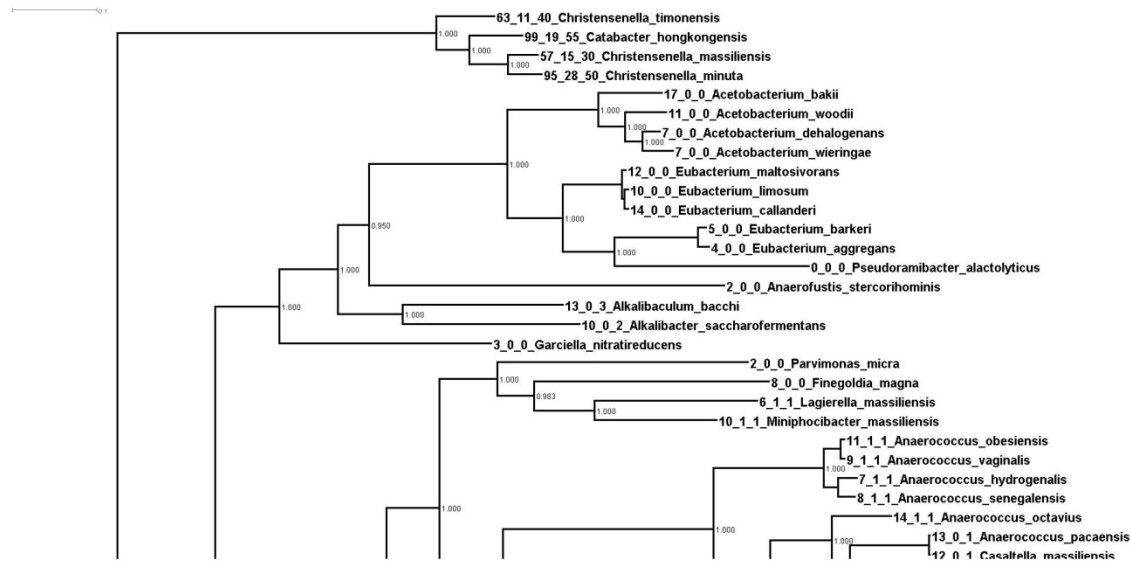 0.1
63_11_40_Christensenella_timonensis
1.000
99_19_55_Catabacter_hongkongensis
1.000
57_15_30_Christensenella_massiliensis
1.000
95_28_50_Christensenella_minuta
17_0_0_Acetobacterium_bakii
1.000
11_0_0_Acetobacterium_woodii
1.000
7_0_0_Acetobacterium_dehalogenans
1.000
7_0_0_Acetobacterium_wieringae
1.000
12_0_0_Eubacterium_maltosivorans
10_0_0_Eubacterium_limosum
14_0_0_Eubacterium_callanderi
1.000
5_0_0_Eubacterium_barkeri
0.950
4_0_0_Eubacterium_aggregans
1.000
0_0_0_Pseudoramibacter_alactolyticus
1.000
2_0_0_Anaerofustis_stercorihominis
13_0_3_Alkalibaculum_bacchi
1.000
1.000
10_0_2_Alkalibacter_saccharofermentans
3_0_0_Garciella_nitratireducens
2_0_0_Parvimonas_micra
1.000
8_0_0_Finegoldia_magna
0.983
6_1_1_Lagierella_massiliensis
1.000
10_1_1_Miniphocibacter_massiliensis
11_1_1_Anaerococcus_obesiensis
9_1_1_Anaerococcus_vaginalis
1.000
7_1_1_Anaerococcus_hydrogenalis
8_1_1_Anaerococcus_senegalensis
1.000
14_1_1_Anaerococcus_octavius
1.000
13_0_1_Anaerococcus_pacaensis
1.000
12_0_1_Casaltella_massiliensis